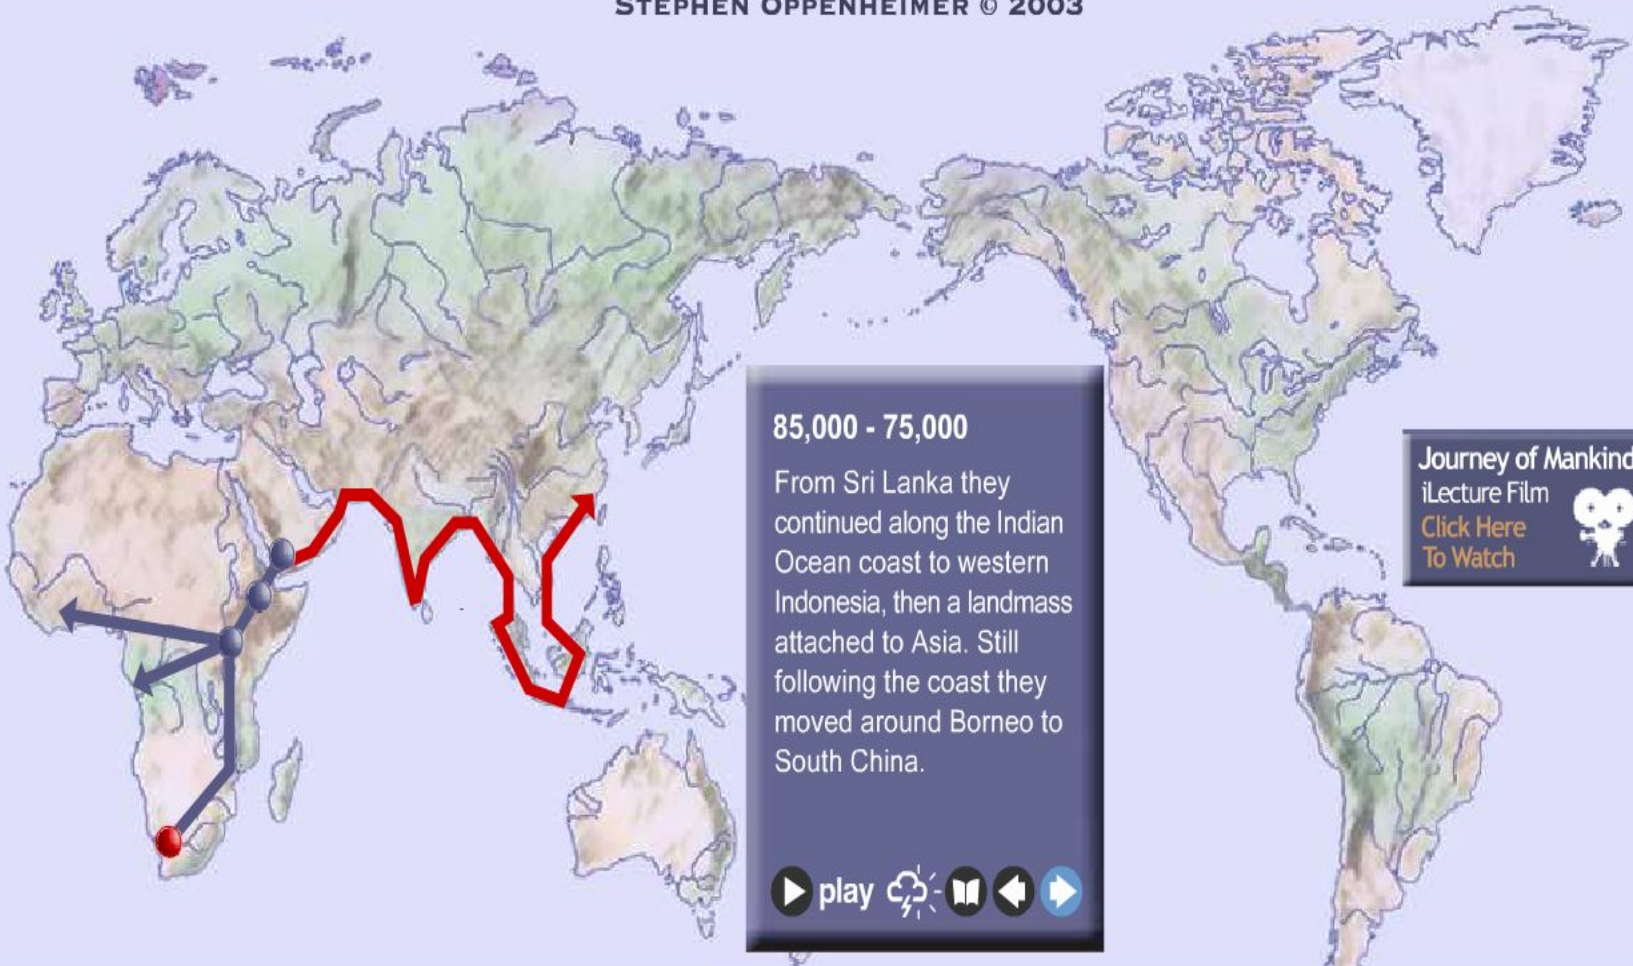 STEPHEN OPPENHEIMER © 2003
85,000 - 75,000
From Sri Lanka they
continued along the Indian
Ocean coast to western
Indonesia, then a landmass
attached to Asia. Still
following the coast they
moved around Borneo to
South China.
play
Journey of Mankind
iLecture Film
Click Here
To Watch